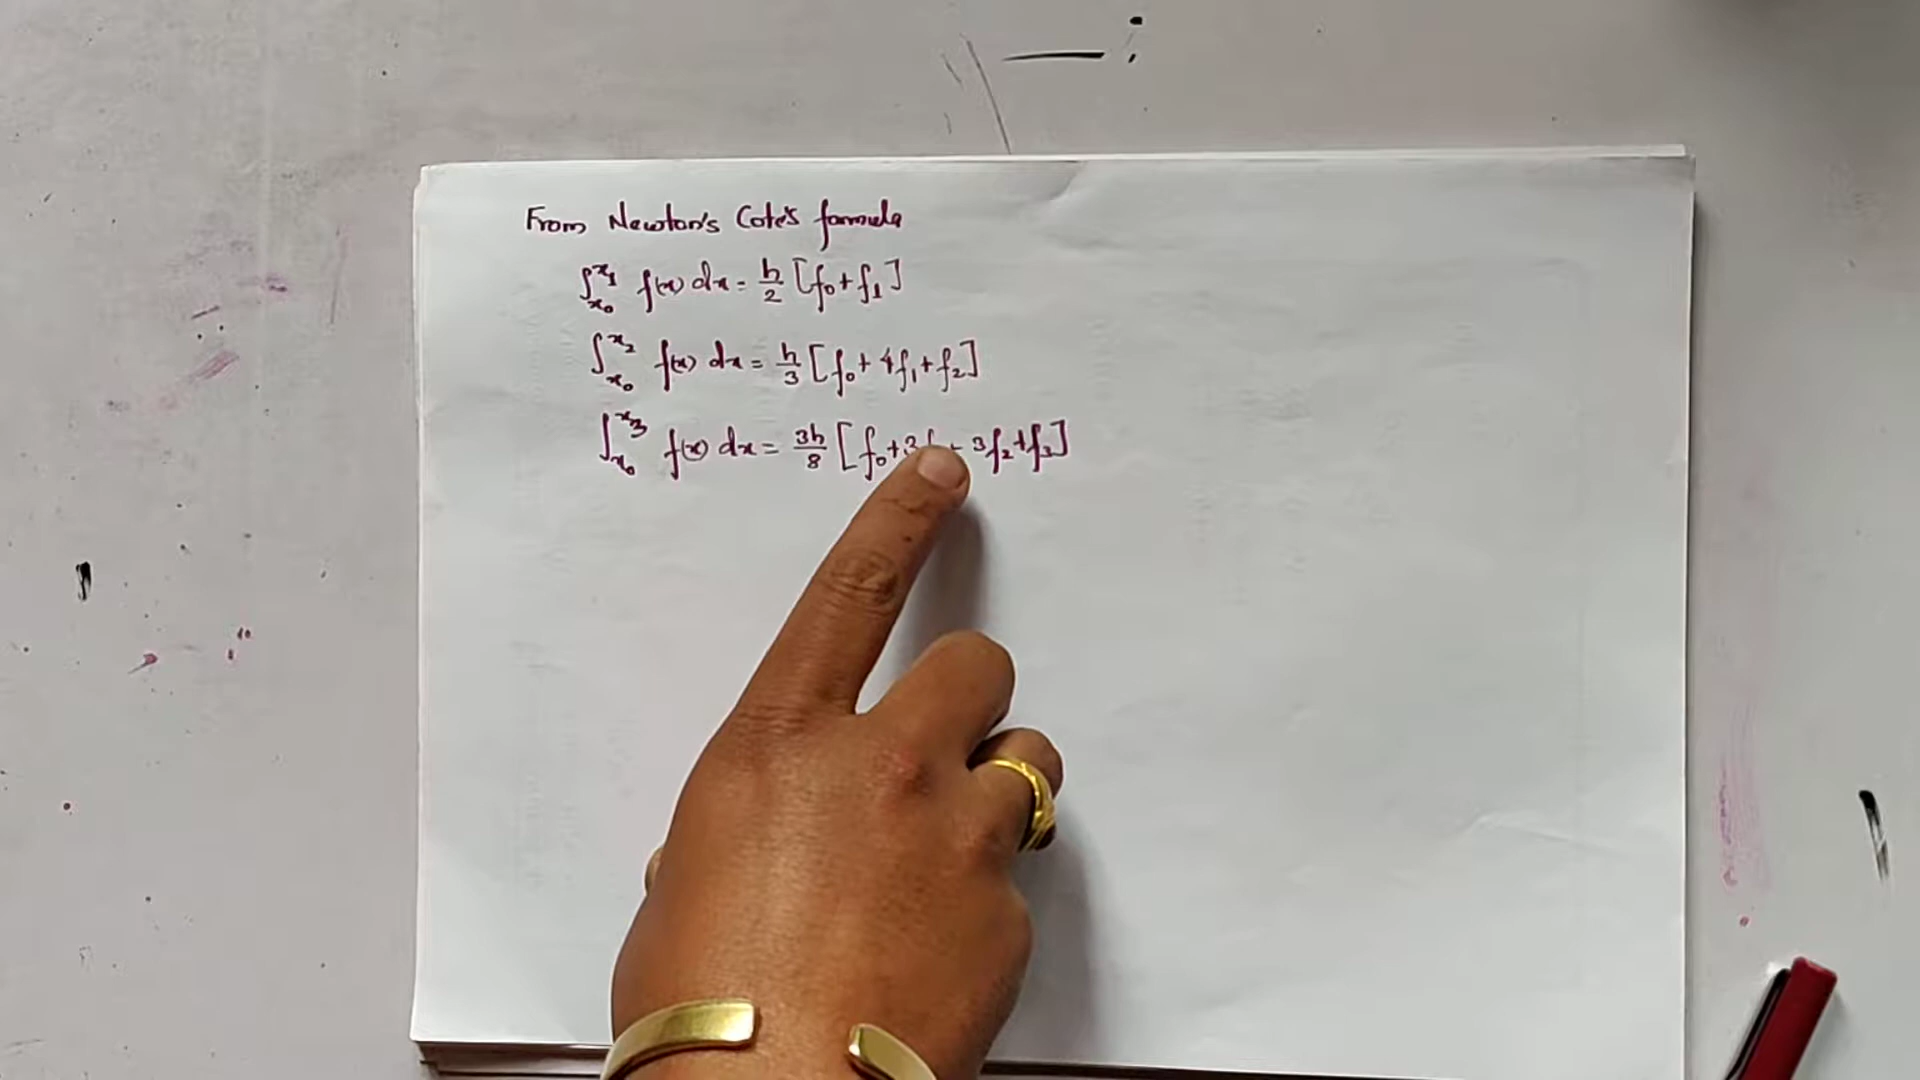 From Newton's Cote's formula
∫_{x₀}^{x₁} f(x) dx = h/2 [f₀ + f₁]
∫_{x₀}^{x₂} f(x) dx = h/3 [f₀ + 4f₁ + f₂]
∫_{x₀}^{x₃} f(x) dx = 3h/8 [f₀ + 3f + 3f₂ + f₃]